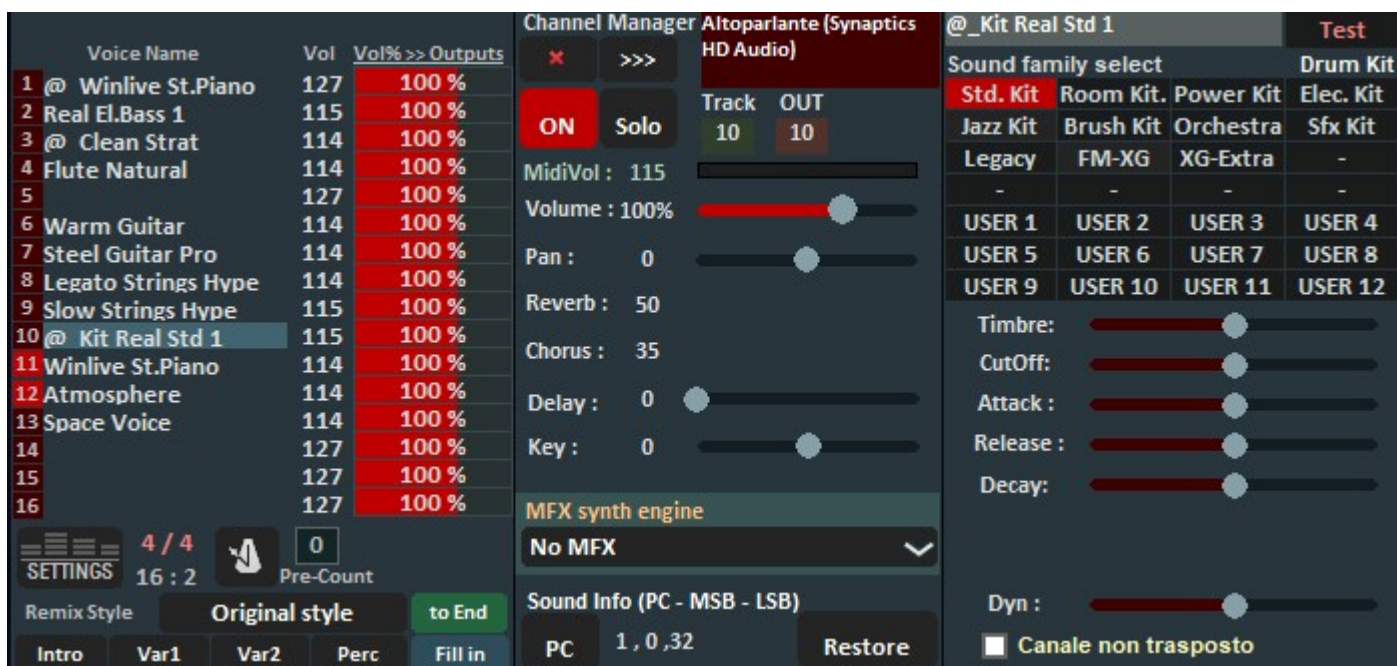 Voice Name Vol Vol% >> Outputs
1 @ Winlive St.Piano 127 100 %
2 Real El.Bass 1 115 100 %
3 @ Clean Strat 114 100 %
4 Flute Natural 114 100 %
5 127 100 %
6 Warm Guitar 114 100 %
7 Steel Guitar Pro 114 100 %
8 Legato Strings Hype 114 100 %
9 Slow Strings Hype 115 100 %
10 @ Kit Real Std 1 115 100 %
11 Winlive St.Piano 114 100 %
12 Atmosphere 114 100 %
13 Space Voice 114 100 %
14 127 100 %
15 127 100 %
16 127 100 %
SETTINGS 4 / 4 16 : 2 0 Pre-Count
Remix Style Original style to End
Intro Var1 Var2 Perc Fill in
Channel Manager
Altoparlante (Synaptics
HD Audio)
✖ >>>
Track OUT
ON Solo 10 10
MidiVol : 115
Volume : 100%
Pan : 0
Reverb : 50
Chorus : 35
Delay : 0
Key : 0
MFX synth engine
No MFX
Sound Info (PC - MSB - LSB)
PC 1 , 0 ,32 Restore
@_Kit Real Std 1 Test
Sound family select Drum Kit
Std. Kit Room Kit. Power Kit Elec. Kit
Jazz Kit Brush Kit Orchestra Sfx Kit
Legacy FM-XG XG-Extra -
- - - -
USER 1 USER 2 USER 3 USER 4
USER 5 USER 6 USER 7 USER 8
USER 9 USER 10 USER 11 USER 12
Timbre:
CutOff:
Attack :
Release :
Decay:
Dyn :
Canale non trasposto